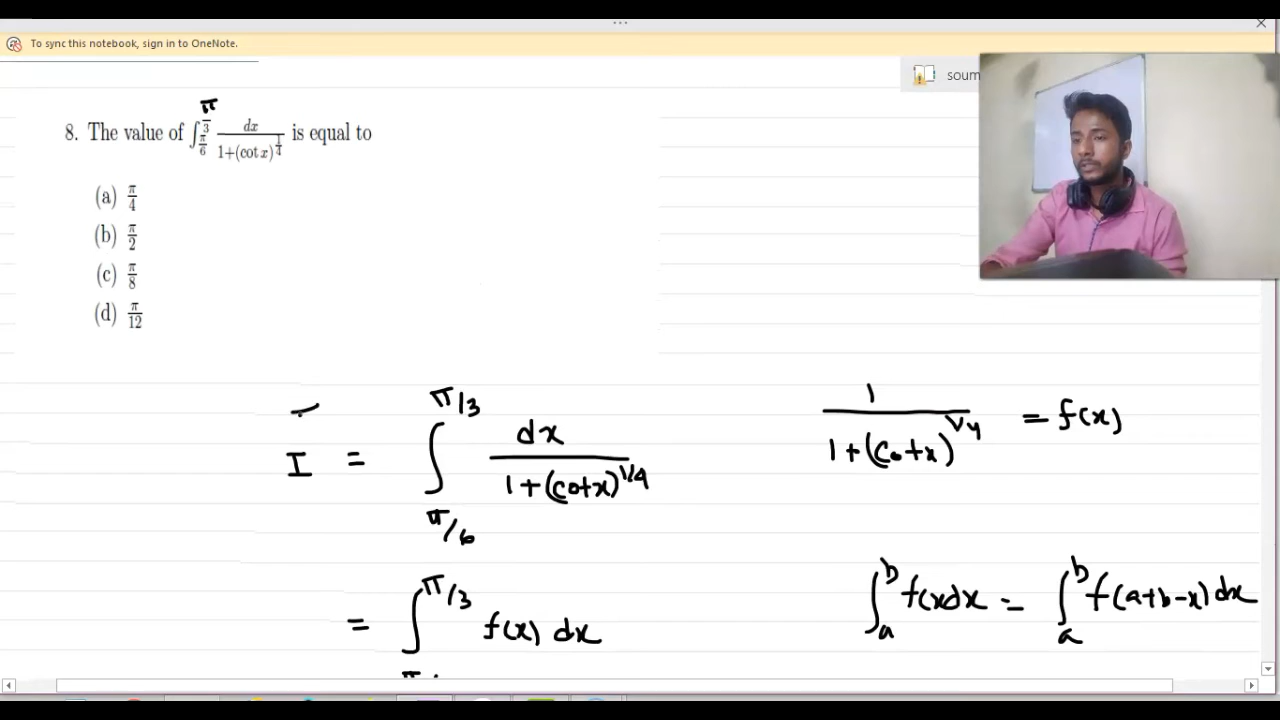 To sync this notebook, sign in to OneNote.
soum
8. The value of ∫_{π/6}^{π/3} dx/(1+(cot x)^{1/4}) is equal to
(a) π/4
(b) π/2
(c) π/8
(d) π/12
I = ∫_{π/6}^{π/3} dx/(1+(cotx)^{1/4})
1/(1+(cotx)^{1/4}) = f(x)
= ∫^{π/3} f(x) dx
∫_a^b f(x)dx = ∫_a^b f(a+b-x) dx